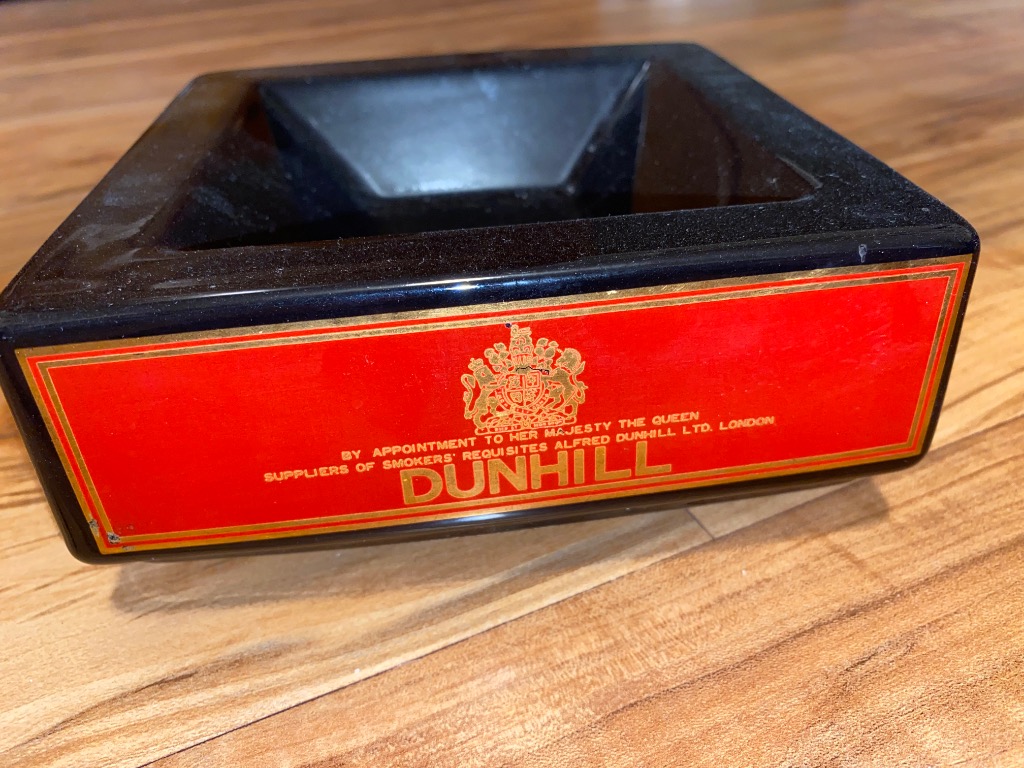 BY APPOINTMENT TO HER MAJESTY THE QUEEN
SUPPLIERS OF SMOKERS' REQUISITES ALFRED DUNHILL LTD. LONDON
DUNHILL